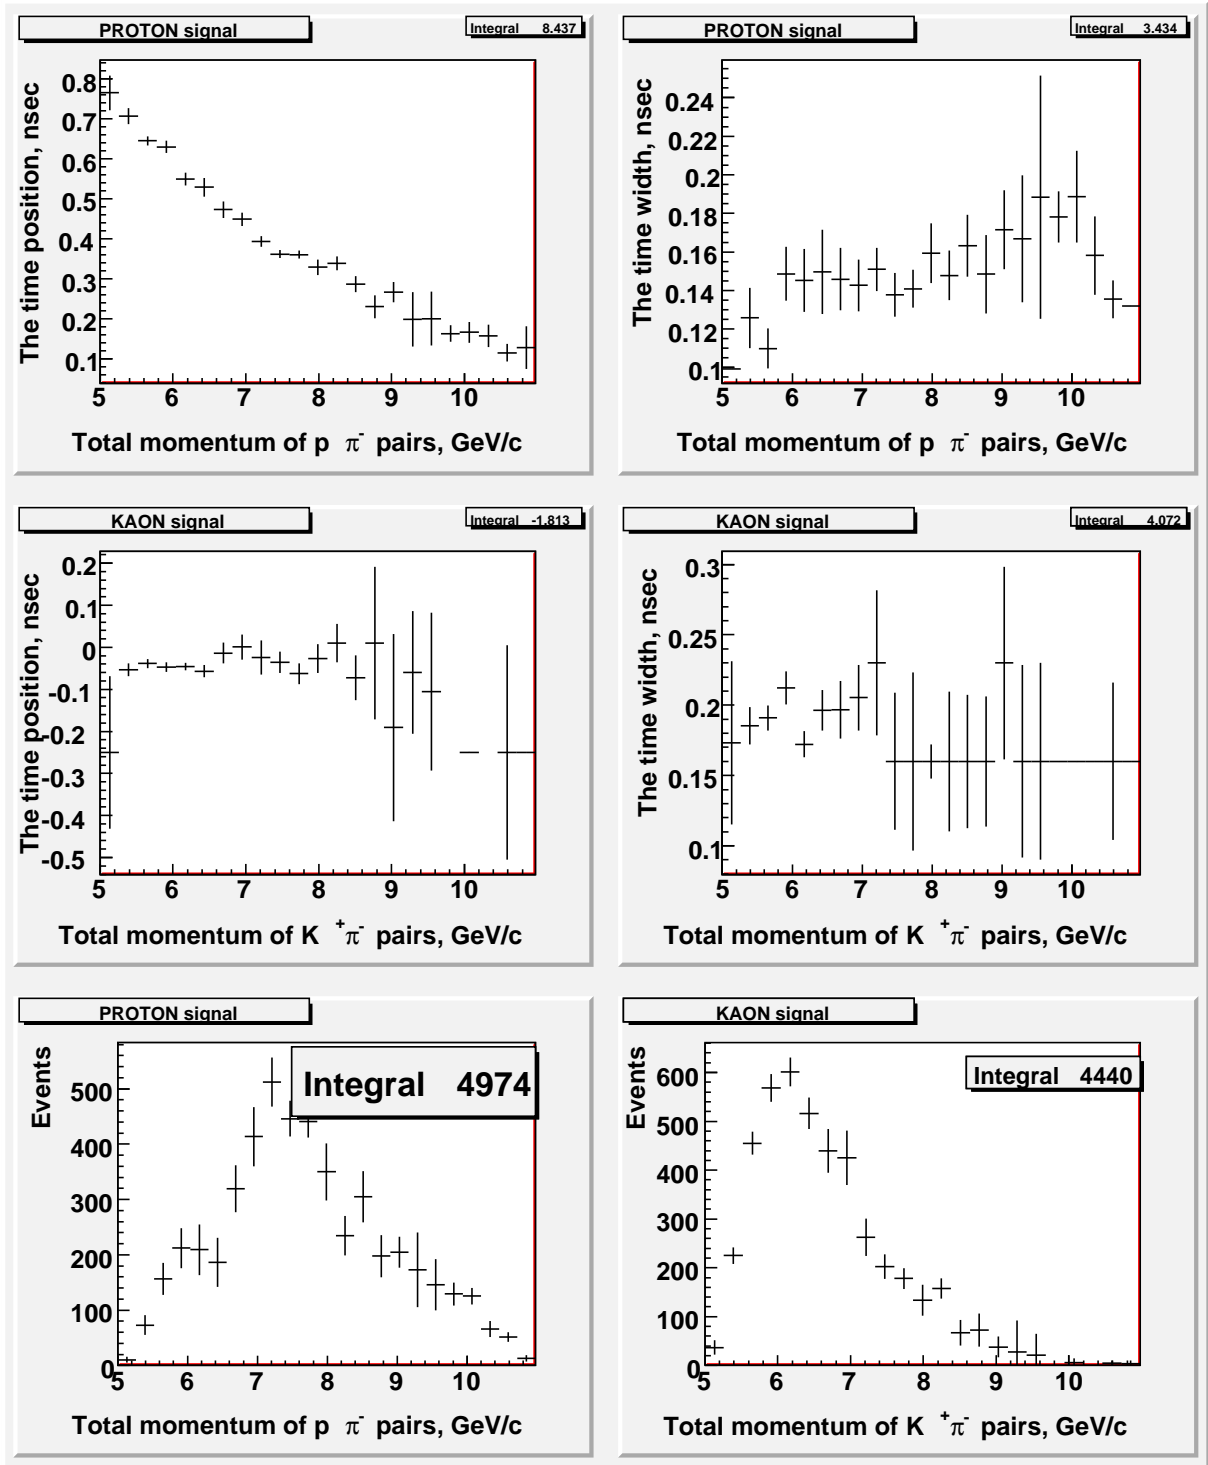 PROTON signal
Integral 8.437
The time position, nsec
0.8
0.7
0.6
0.5
0.4
0.3
0.2
0.1
5 6 7 8 9 10
Total momentum of p π- pairs, GeV/c
PROTON signal
Integral 3.434
The time width, nsec
0.24
0.22
0.2
0.18
0.16
0.14
0.12
0.1
5 6 7 8 9 10
Total momentum of p π- pairs, GeV/c
KAON signal
Integral -1.813
The time position, nsec
0.2
0.1
0
-0.1
-0.2
-0.3
-0.4
-0.5
5 6 7 8 9 10
Total momentum of K +π- pairs, GeV/c
KAON signal
Integral 4.072
The time width, nsec
0.3
0.25
0.2
0.15
0.1
5 6 7 8 9 10
Total momentum of K +π- pairs, GeV/c
PROTON signal
Integral 4974
Events
500
400
300
200
100
0
5 6 7 8 9 10
Total momentum of p π- pairs, GeV/c
KAON signal
Integral 4440
Events
600
500
400
300
200
100
0
5 6 7 8 9 10
Total momentum of K +π- pairs, GeV/c